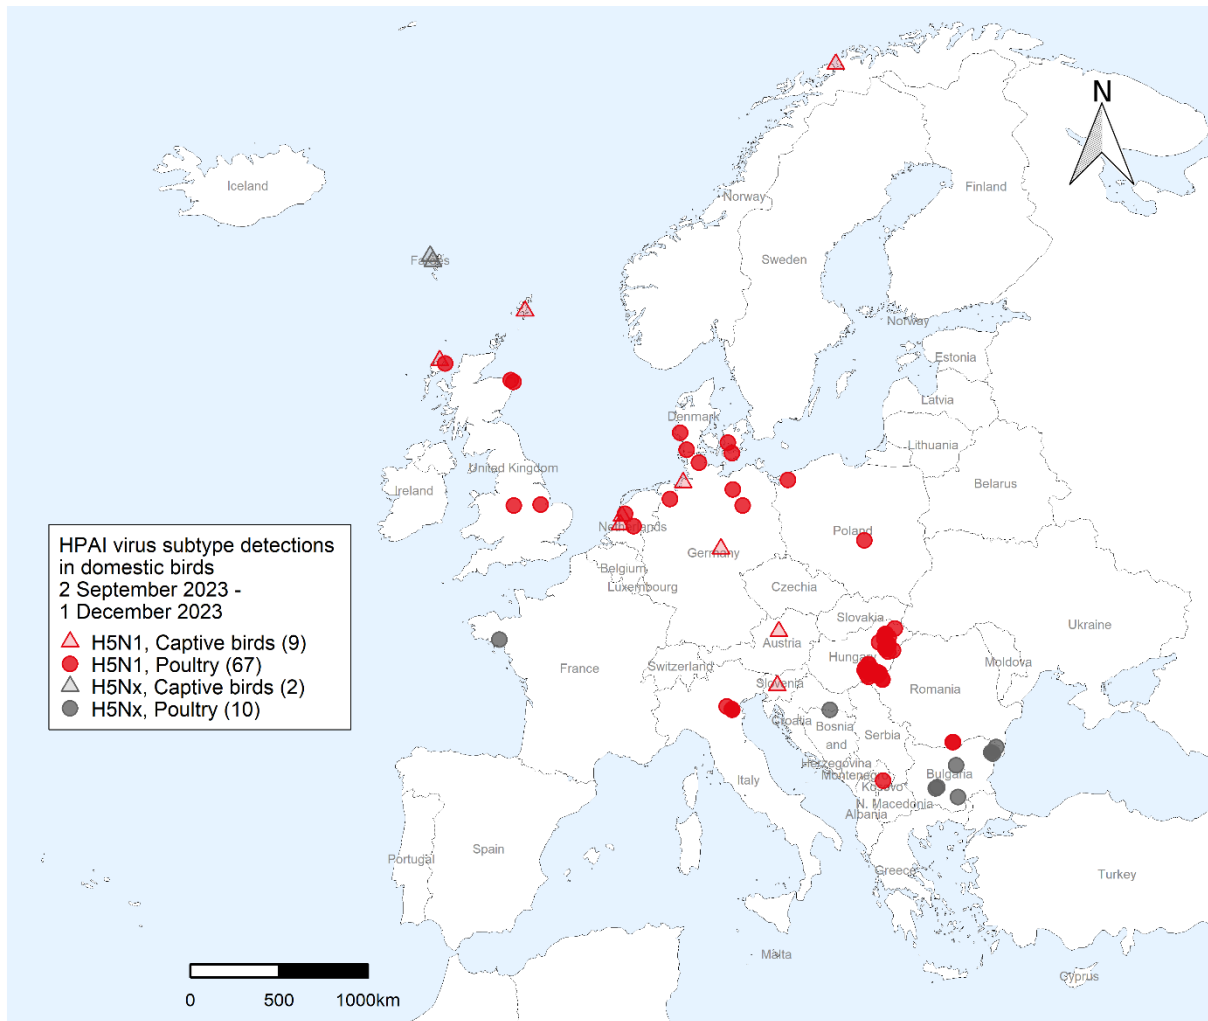 N
Iceland
Norway
Finland
Faroes
Sweden
Norway
Estonia
Latvia
Denmark
Lithuania
United Kingdom
Belarus
Ireland
Netherlands
Poland
Germany
Belgium
Luxembourg
Czechia
Slovakia
Ukraine
Austria
Hungary
Moldova
France
Switzerland
Slovenia
Romania
Croatia
Bosnia
and
Herzegovina
Serbia
Montenegro
Bulgaria
Italy
Kosovo
N. Macedonia
Albania
Portugal
Spain
Greece
Turkey
Malta
Cyprus
HPAI virus subtype detections
in domestic birds
2 September 2023 -
1 December 2023
H5N1, Captive birds (9)
H5N1, Poultry (67)
H5Nx, Captive birds (2)
H5Nx, Poultry (10)
0 500 1000km